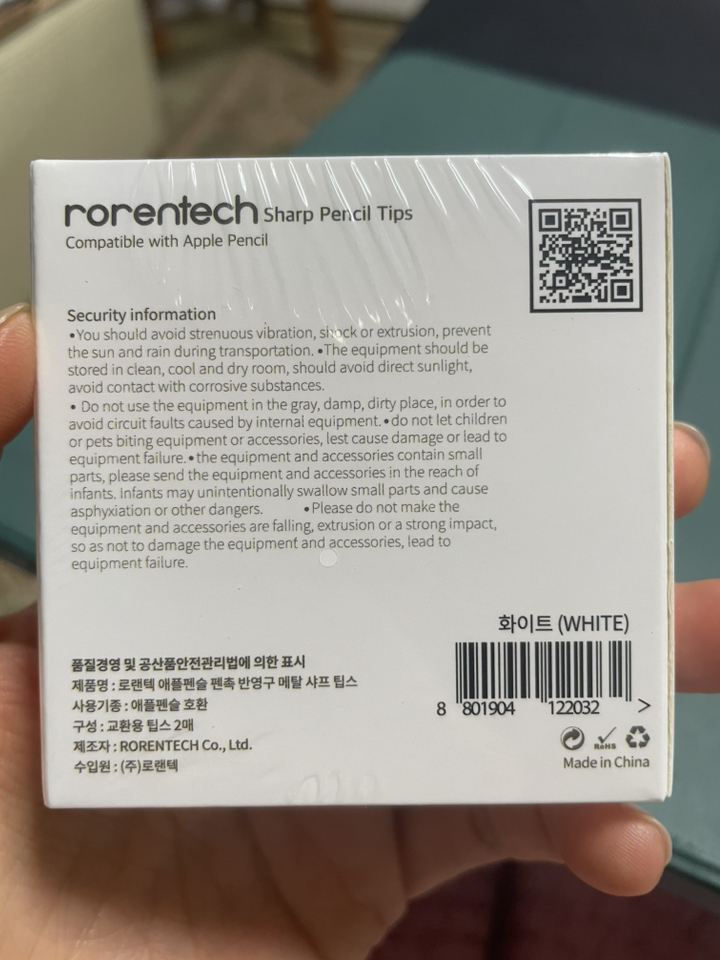 rorentech Sharp Pencil Tips
Compatible with Apple Pencil
Security information
•You should avoid strenuous vibration, shock or extrusion, prevent
the sun and rain during transportation. •The equipment should be
stored in clean, cool and dry room, should avoid direct sunlight,
avoid contact with corrosive substances.
• Do not use the equipment in the gray, damp, dirty place, in order to
avoid circuit faults caused by internal equipment. •do not let children
or pets biting equipment or accessories, lest cause damage or lead to
equipment failure. •the equipment and accessories contain small
parts, please send the equipment and accessories in the reach of
infants. Infants may unintentionally swallow small parts and cause
asphyxiation or other dangers. •Please do not make the
equipment and accessories are falling, extrusion or a strong impact,
so as not to damage the equipment and accessories, lead to
equipment failure.
품질경영 및 공산품안전관리법에 의한 표시
제품명 : 로랜텍 애플펜슬 펜촉 반영구 메탈 샤프 팁스
사용기종 : 애플펜슬 호환
구성 : 교환용 팁스 2매
제조자 : RORENTECH Co., Ltd.
수입원 : (주)로랜텍
화이트 (WHITE)
8 801904 122032 >
RoHS
Made in China